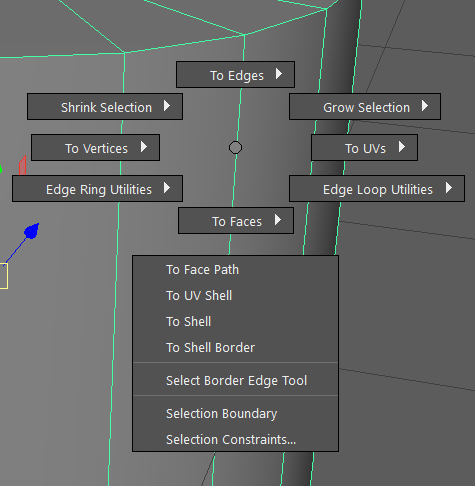 To Edges
Shrink Selection
Grow Selection
To Vertices
To UVs
Edge Ring Utilities
Edge Loop Utilities
To Faces
To Face Path
To UV Shell
To Shell
To Shell Border
Select Border Edge Tool
Selection Boundary
Selection Constraints...